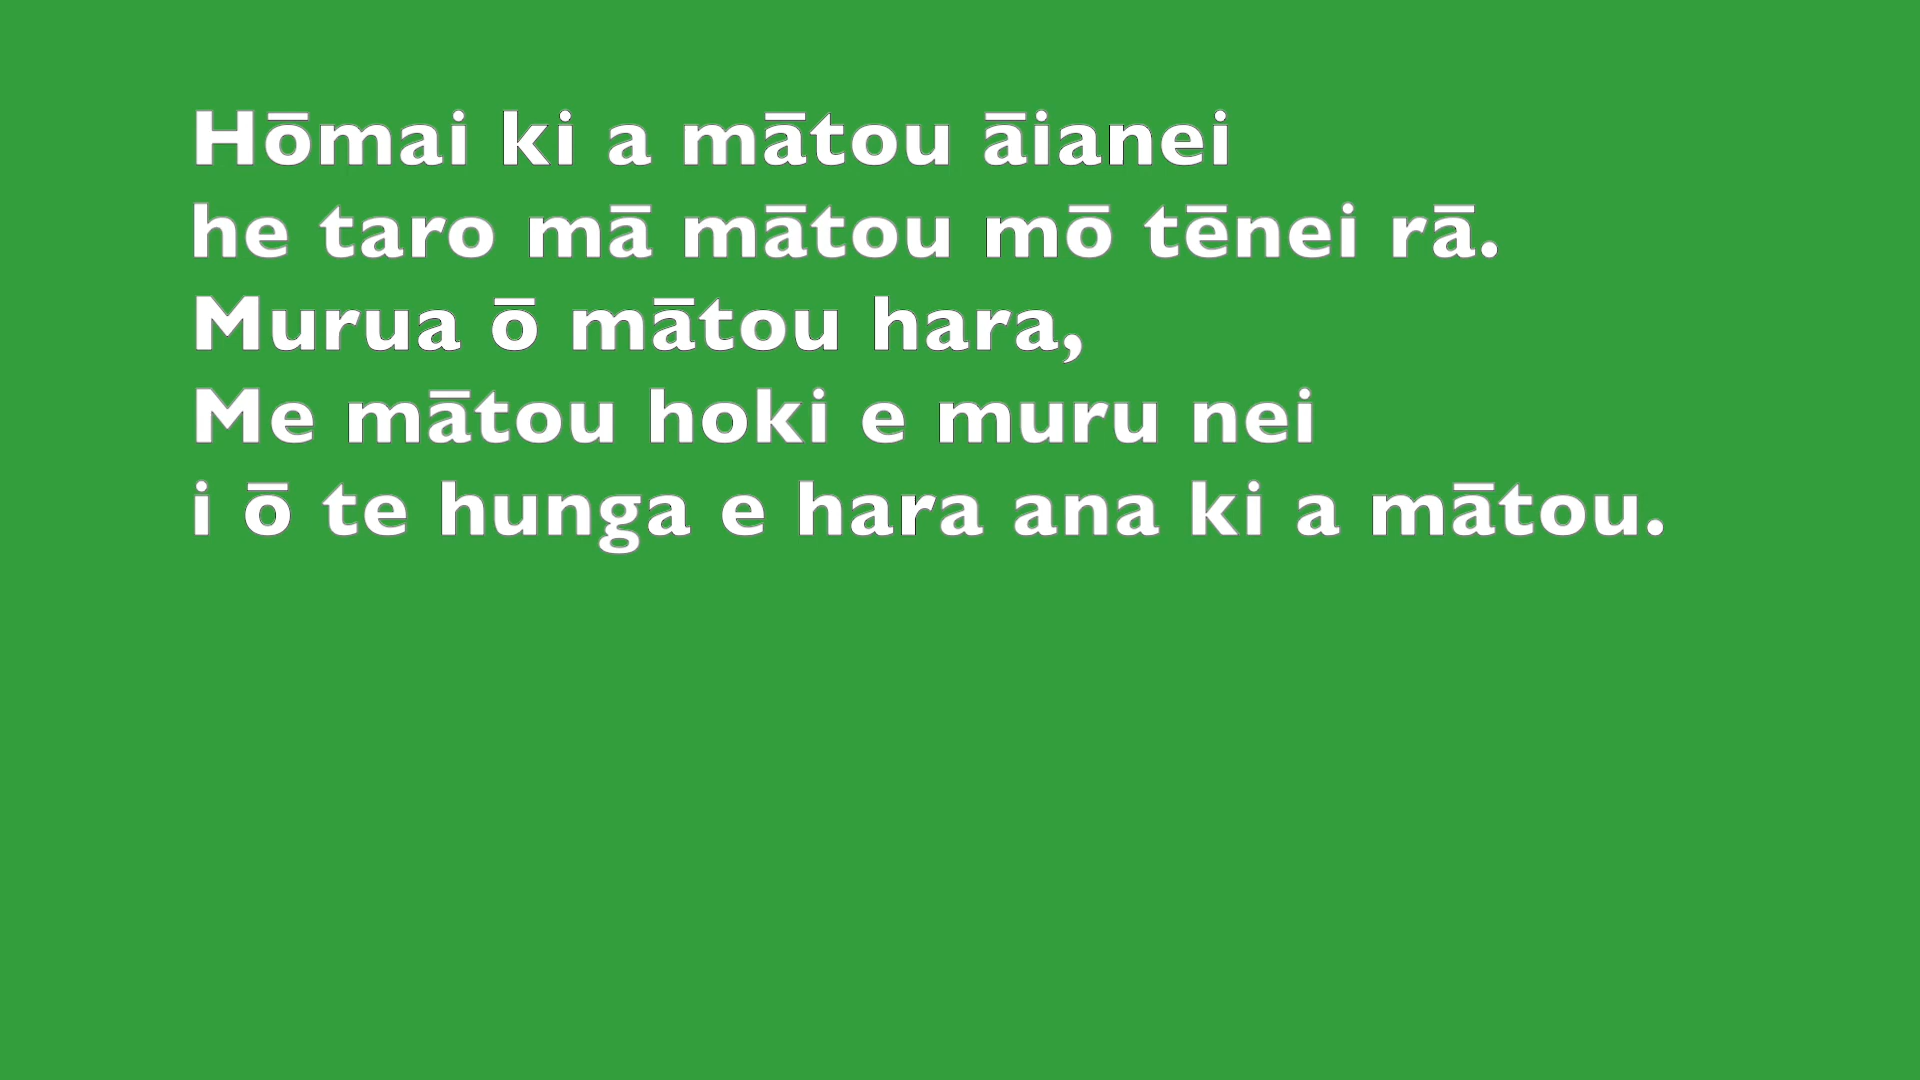 Hōmai ki a mātou āianei
he taro mā mātou mō tēnei rā.
Murua ō mātou hara,
Me mātou hoki e muru nei
i ō te hunga e hara ana ki a mātou.